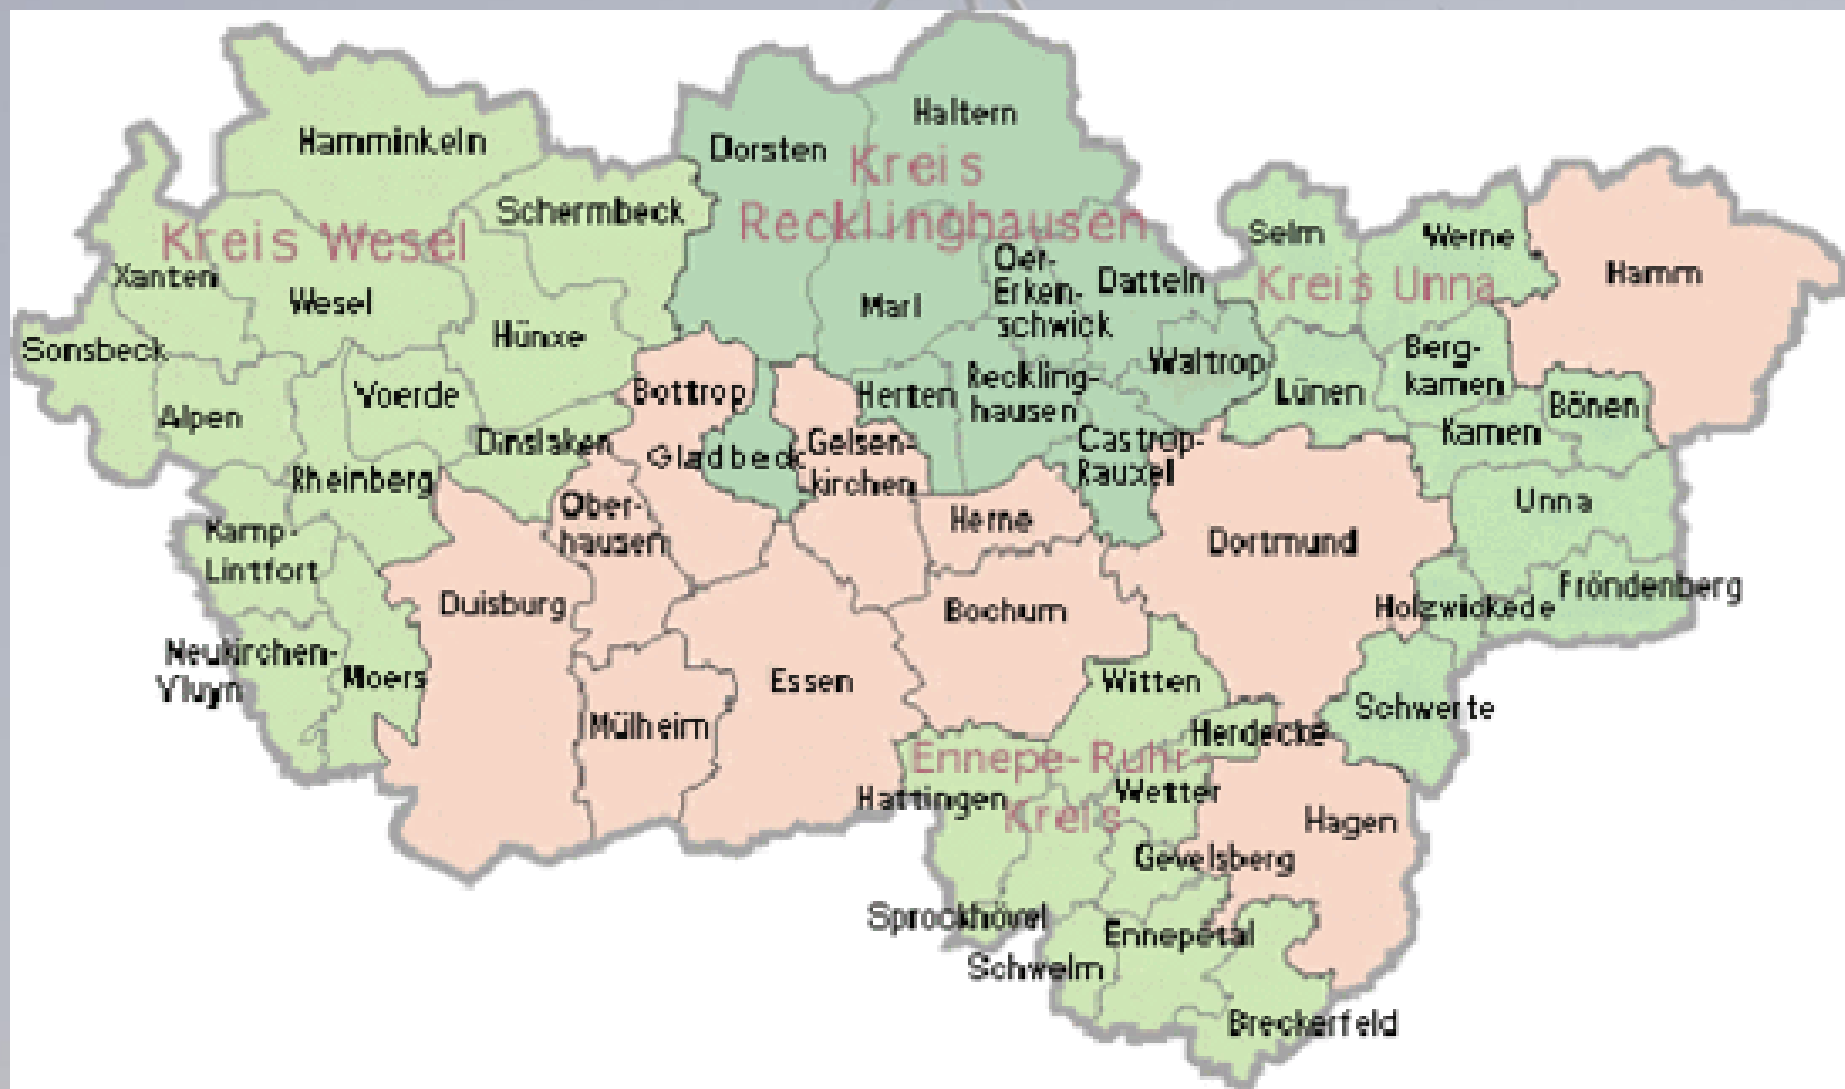 Haltern
Hamminkeln
Dorsten
Kreis
Recklinghausen
Schermbeck
Kreis Wesel
Selm
Werne
Xanten
Wesel
Oer-
Erken-
schwick
Datteln
Kreis Unna
Hamm
Marl
Sonsbeck
Hünxe
Waltrop
Berg-
kamen
Alpen
Voerde
Bottrop
Herten
Reckling-
hausen
Lünen
Bönen
Dinslaken
Gladbeck
Gelsen-
kirchen
Castrop-
Rauxel
Kamen
Rheinberg
Unna
Kamp-
Lintfort
Ober-
hausen
Herne
Dortmund
Duisburg
Bochum
Holzwickede
Fröndenberg
Neukirchen-
Vluyn
Moers
Essen
Witten
Mülheim
Herdecke
Schwerte
Ennepe-Ruhr-
Kreis
Hattingen
Wetter
Hagen
Gevelsberg
Sprockhövel
Ennepetal
Schwelm
Breckerfeld